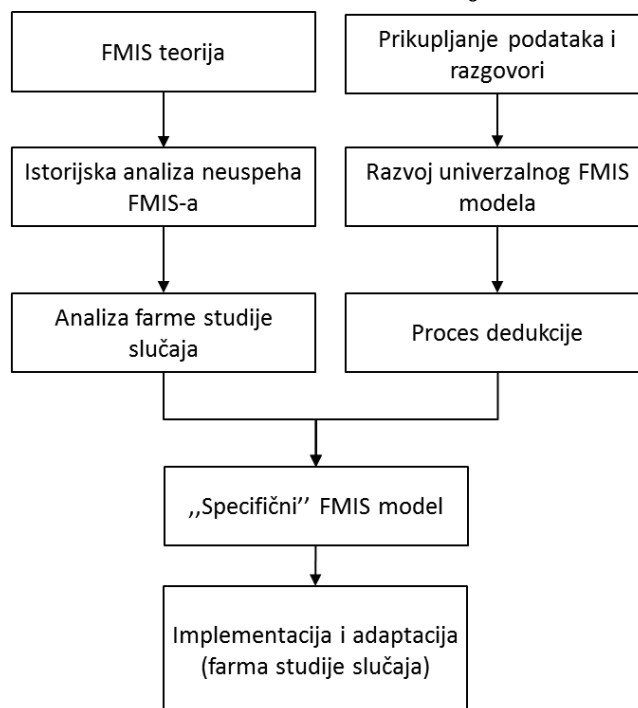 FMIS teorija
Prikupljanje podataka i
razgovori
Istorijska analiza neuspeha
FMIS-a
Razvoj univerzalnog FMIS
modela
Analiza farme studije
slučaja
Proces dedukcije
,,Specifični’’ FMIS model
Implementacija i adaptacija
(farma studije slučaja)